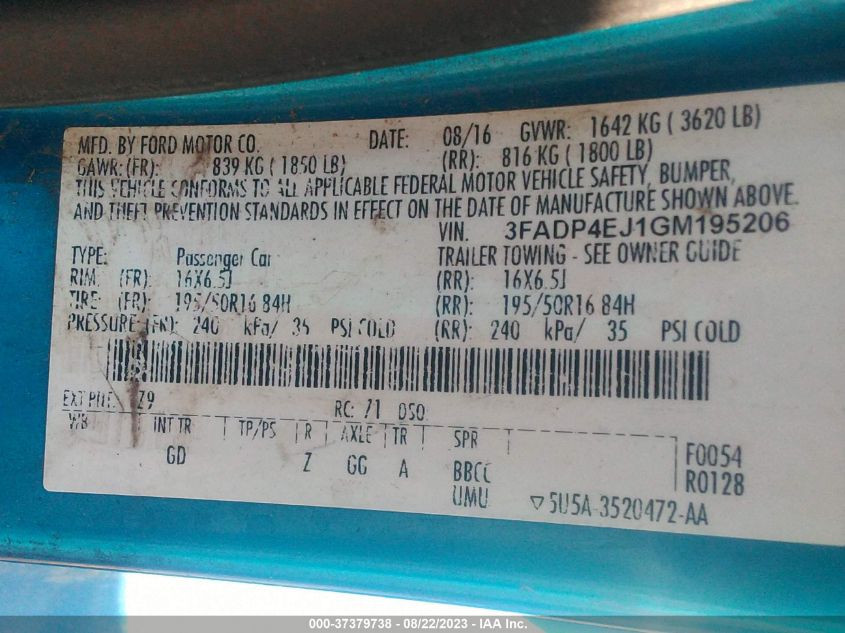 MFD. BY FORD MOTOR CO. DATE: 08/16 GVWR: 1642 KG ( 3620 LB)
GAWR: (FR): 839 KG ( 1850 LB) (RR): 816 KG ( 1800 LB)
THIS VEHICLE CONFORMS TO ALL APPLICABLE FEDERAL MOTOR VEHICLE SAFETY, BUMPER,
AND THEFT PREVENTION STANDARDS IN EFFECT ON THE DATE OF MANUFACTURE SHOWN ABOVE.
VIN. 3FADP4EJ1GM195206
TYPE: Passenger Car TRAILER TOWING - SEE OWNER GUIDE
RIM: (FR): 16X6.5J (RR): 16X6.5J
TIRE: (FR): 195/50R16 84H (RR): 195/50R16 84H
PRESSURE: (FR): 240 kPa/ 35 PSI COLD (RR): 240 kPa/ 35 PSI COLD
EXT PNT: Z9 RC: 71 DSO:
WB INT TR TP/PS R AXLE TR SPR F0054
GD Z GG A BBCC R0128
UMU ▽5U5A-3520472-AA
000-37379738 - 08/22/2023 - IAA Inc.